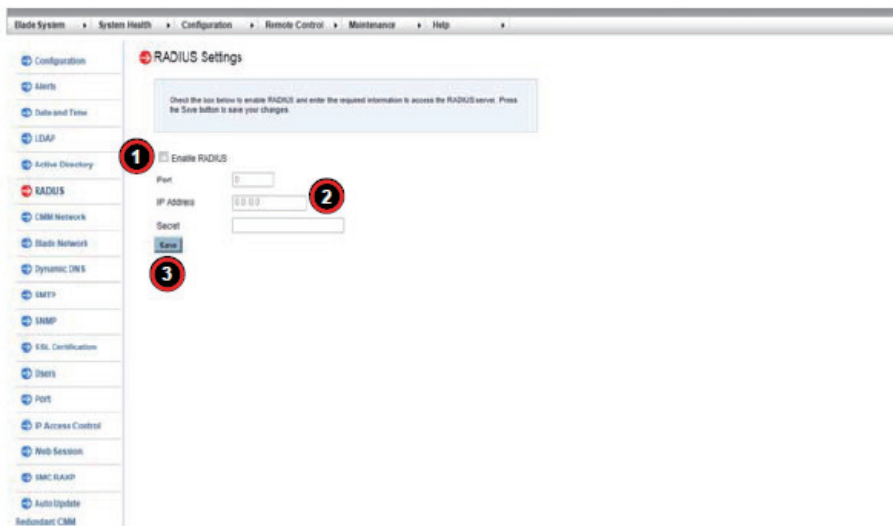 Blade System System Health Configuration Remote Control Maintenance Help
Configuration
Alerts
Date and Time
LDAP
Active Directory
RADIUS
CMM Network
Blade Network
Dynamic DNS
SMTP
SNMP
SSL Certification
Users
Port
IP Access Control
Web Session
SMC RAKP
Auto Update
Redundant CMM
RADIUS Settings
Check the box below to enable RADIUS and enter the required information to access the RADIUS server. Press
the Save button to save your changes.
1 Enable RADIUS
Port 0
IP Address 0.0.0.0 2
Secret
Save
3